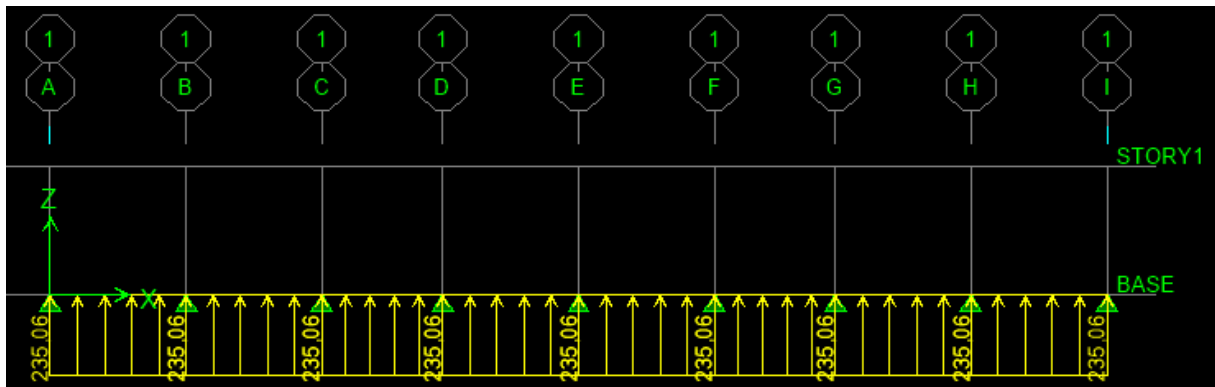 1 1 1 1 1 1 1 1 1
A B C D E F G H I
STORY1
Z
X
BASE
235,06 235,06 235,06 235,06 235,06 235,06 235,06 235,06 235,06